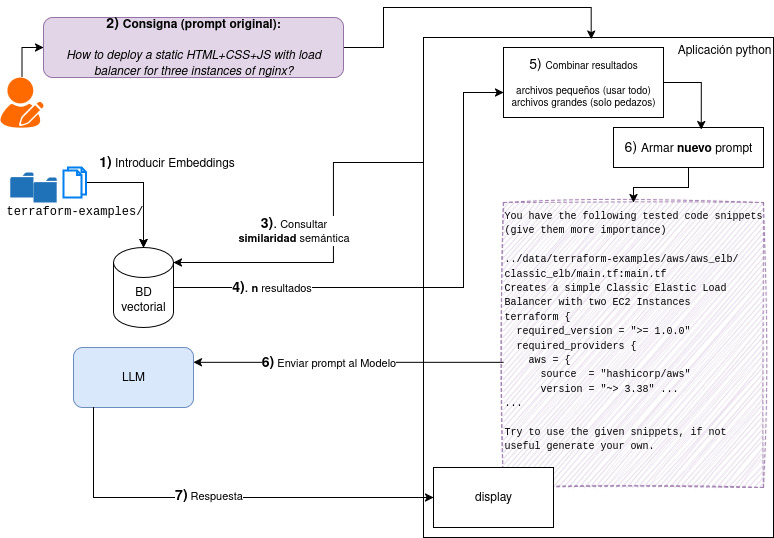 2) Consigna (prompt original):
How to deploy a static HTML+CSS+JS with load
balancer for three instances of nginx?
Aplicación python
5) Combinar resultados
archivos pequeños (usar todo)
archivos grandes (solo pedazos)
6) Armar nuevo prompt
1) Introducir Embeddings
terraform-examples/
3). Consultar
similaridad semántica
BD
vectorial
4). n resultados
You have the following tested code snippets
(give them more importance)
../data/terraform-examples/aws/aws_elb/
classic_elb/main.tf:main.tf
Creates a simple Classic Elastic Load
Balancer with two EC2 Instances
terraform {
required_version = ">= 1.0.0"
required_providers {
aws = {
source  = "hashicorp/aws"
version = "~> 3.38" ...
...
Try to use the given snippets, if not
useful generate your own.
6) Enviar prompt al Modelo
LLM
7) Respuesta
display